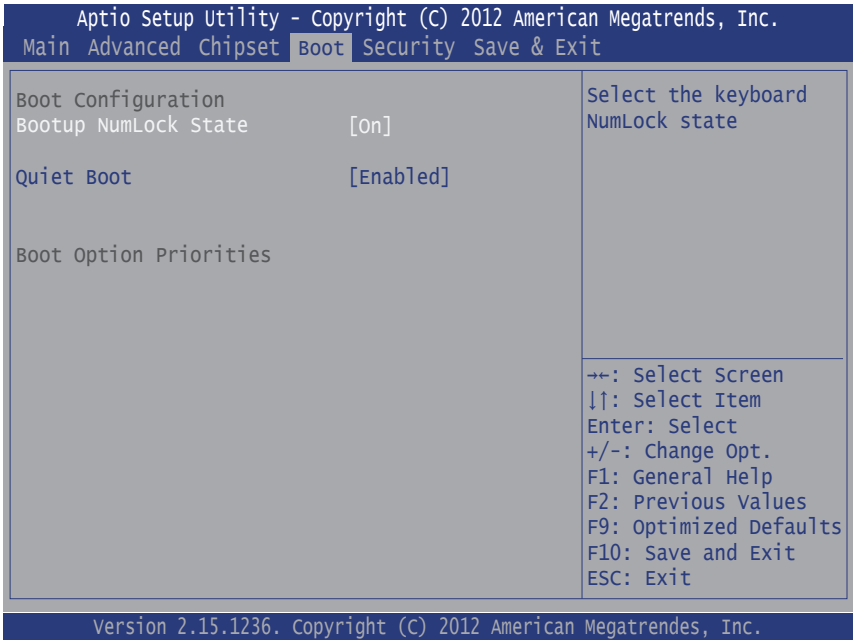 Aptio Setup Utility - Copyright (C) 2012 American Megatrends, Inc.
Main Advanced Chipset Boot Security Save & Exit
Boot Configuration
Bootup NumLock State [On]
Quiet Boot [Enabled]
Boot Option Priorities
Select the keyboard
NumLock state
→←: Select Screen
↓↑: Select Item
Enter: Select
+/-: Change Opt.
F1: General Help
F2: Previous Values
F9: Optimized Defaults
F10: Save and Exit
ESC: Exit
Version 2.15.1236. Copyright (C) 2012 American Megatrendes, Inc.